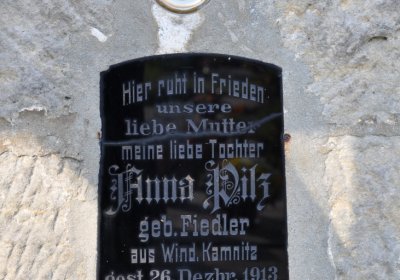 Hier ruht in Frieden
unsere
liebe Mutter
meine liebe Tochter
Anna Pilz
geb. Fiedler
aus Wind. Kamnitz
gest. 26. Dezbr. 1913